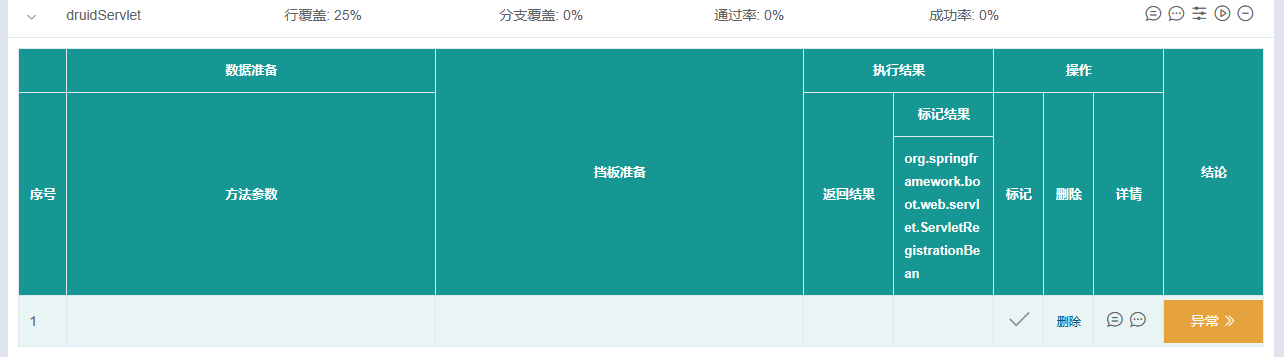 druidServlet 行覆盖: 25% 分支覆盖: 0% 通过率: 0% 成功率: 0%
数据准备 执行结果 操作
标记结果
序号 方法参数 挡板准备 返回结果 标记 删除 详情 结论
org.springfr
amework.bo
ot.web.servl
et.ServletRe
gistrationBe
an
1 删除 异常